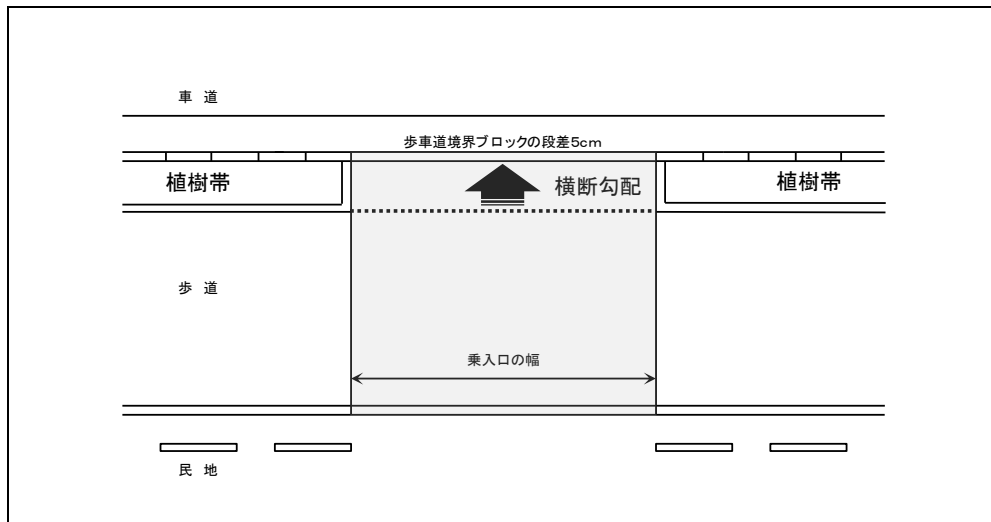 車 道
歩車道境界ブロックの段差5cm
植樹帯
横断勾配
植樹帯
歩 道
乗入口の幅
民 地